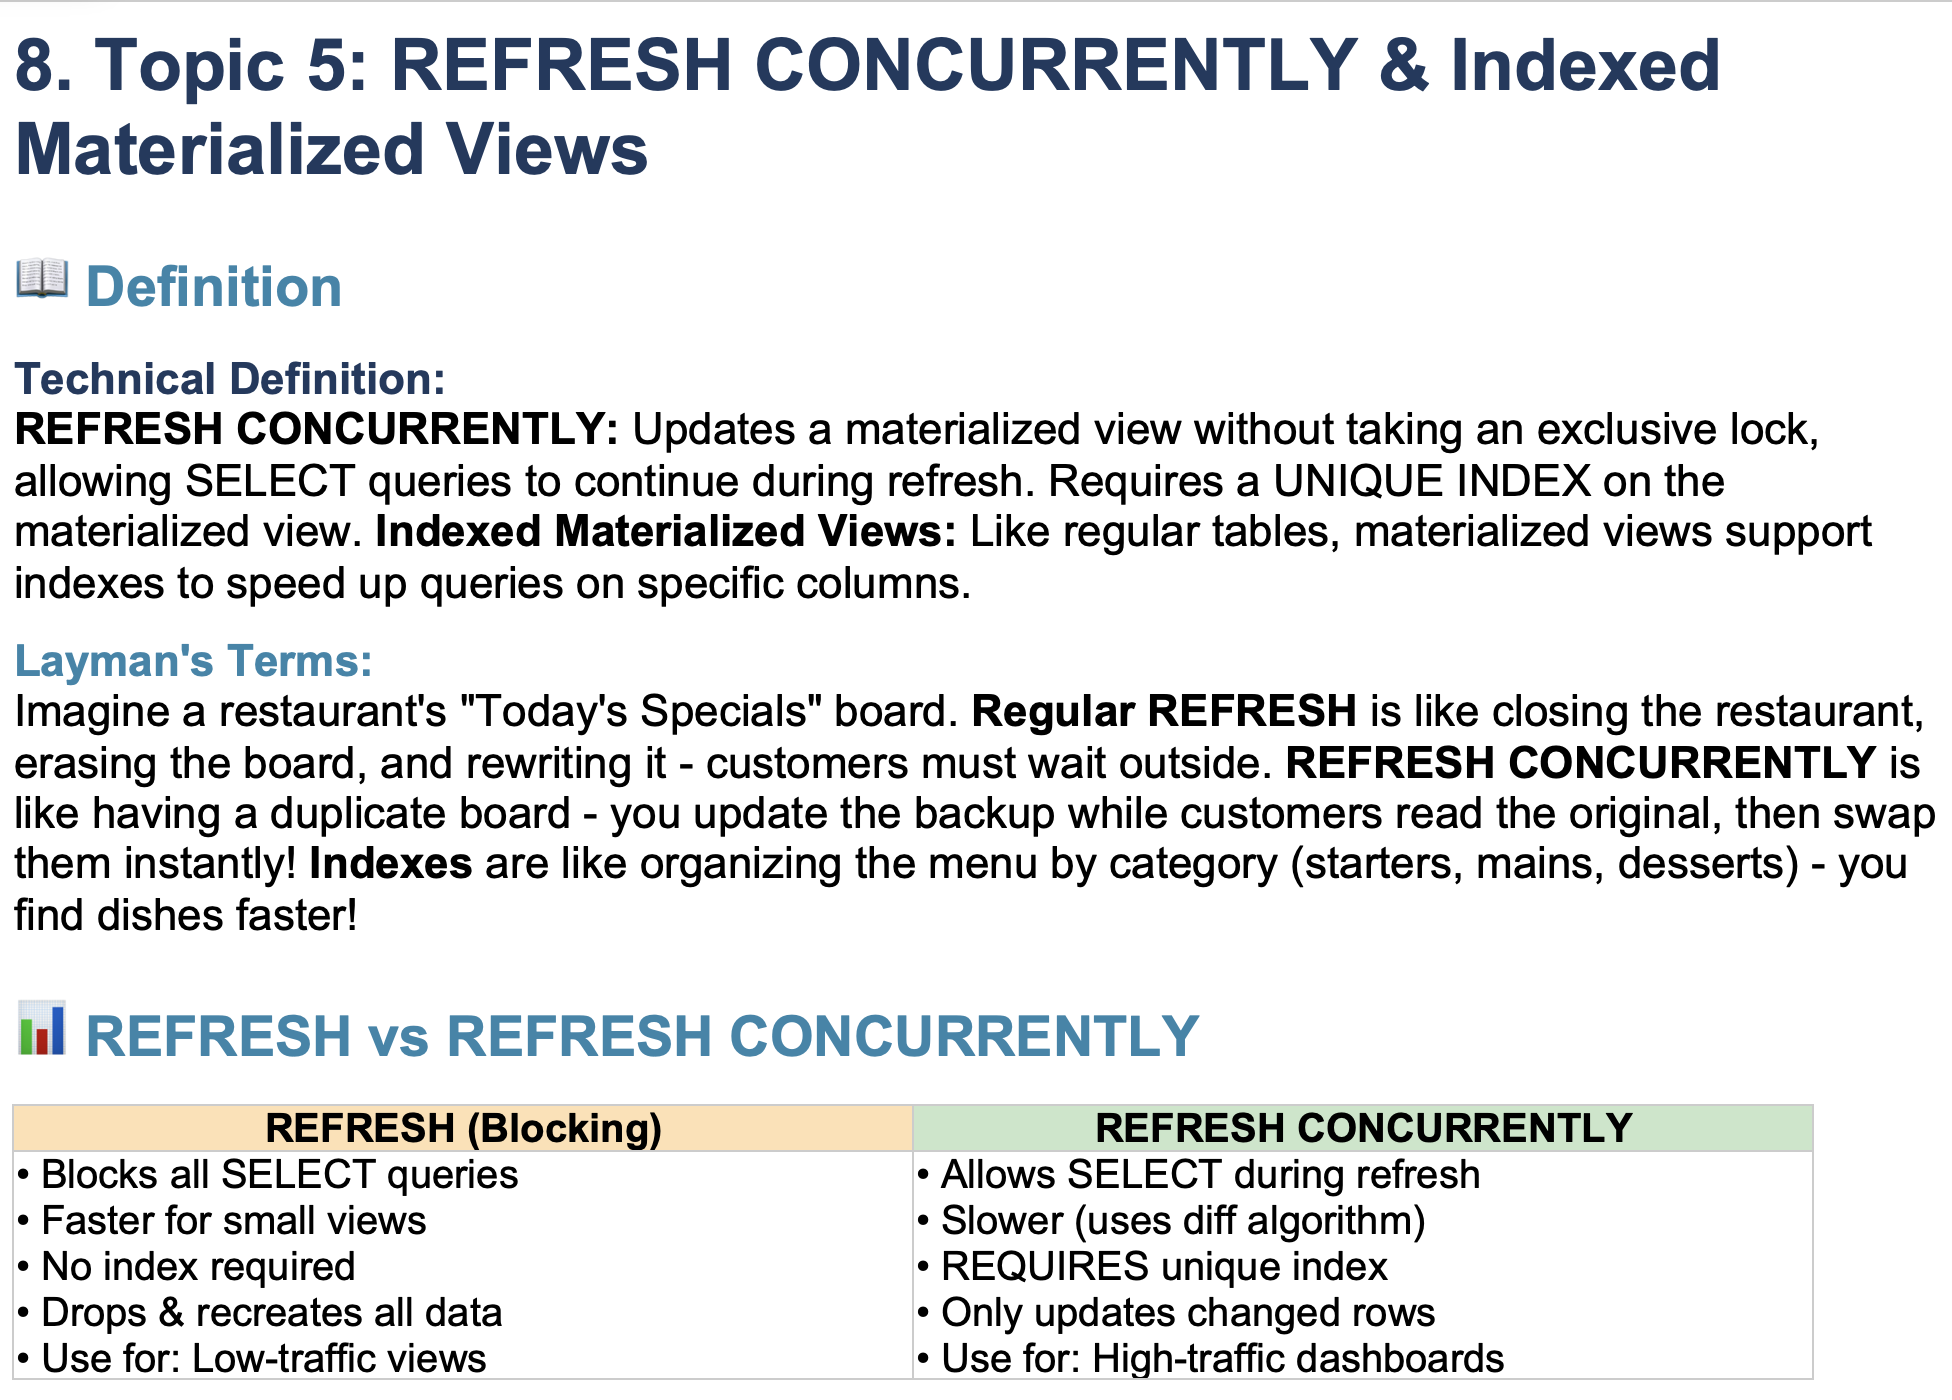 8. Topic 5: REFRESH CONCURRENTLY & Indexed
Materialized Views
Definition
Technical Definition:
REFRESH CONCURRENTLY: Updates a materialized view without taking an exclusive lock,
allowing SELECT queries to continue during refresh. Requires a UNIQUE INDEX on the
materialized view. Indexed Materialized Views: Like regular tables, materialized views support
indexes to speed up queries on specific columns.
Layman's Terms:
Imagine a restaurant's "Today's Specials" board. Regular REFRESH is like closing the restaurant,
erasing the board, and rewriting it - customers must wait outside. REFRESH CONCURRENTLY is
like having a duplicate board - you update the backup while customers read the original, then swap
them instantly! Indexes are like organizing the menu by category (starters, mains, desserts) - you
find dishes faster!
REFRESH vs REFRESH CONCURRENTLY
REFRESH (Blocking)
• Blocks all SELECT queries
• Faster for small views
• No index required
• Drops & recreates all data
• Use for: Low-traffic views
REFRESH CONCURRENTLY
• Allows SELECT during refresh
• Slower (uses diff algorithm)
• REQUIRES unique index
• Only updates changed rows
• Use for: High-traffic dashboards